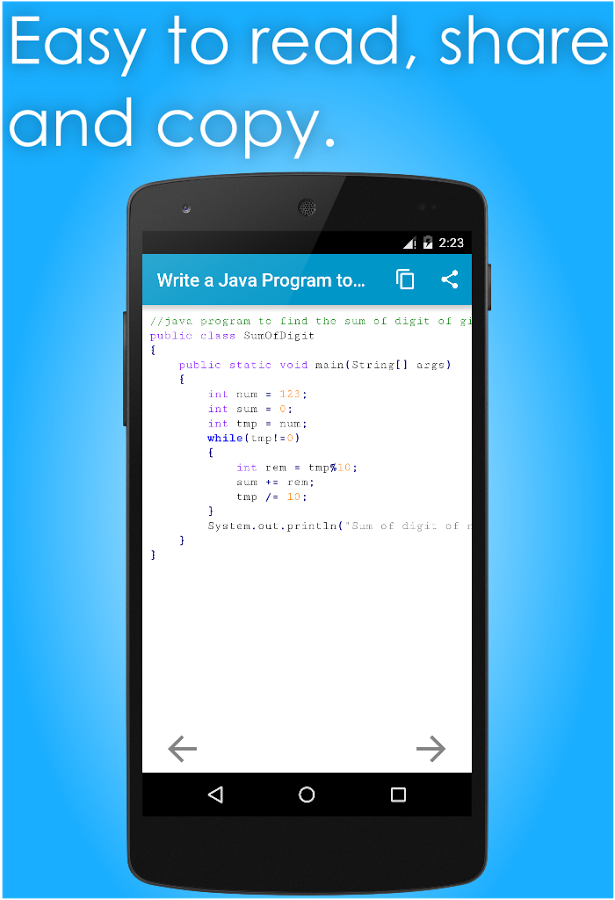 Easy to read, share
and copy.
2:23
Write a Java Program to...
//java program to find the sum of digit of gi
public class SumOfDigit
{
    public static void main(String[] args)
    {
        int num = 123;
        int sum = 0;
        int tmp = num;
        while(tmp!=0)
        {
            int rem = tmp%10;
            sum += rem;
            tmp /= 10;
        }
        System.out.println("Sum of digit of n
    }
}